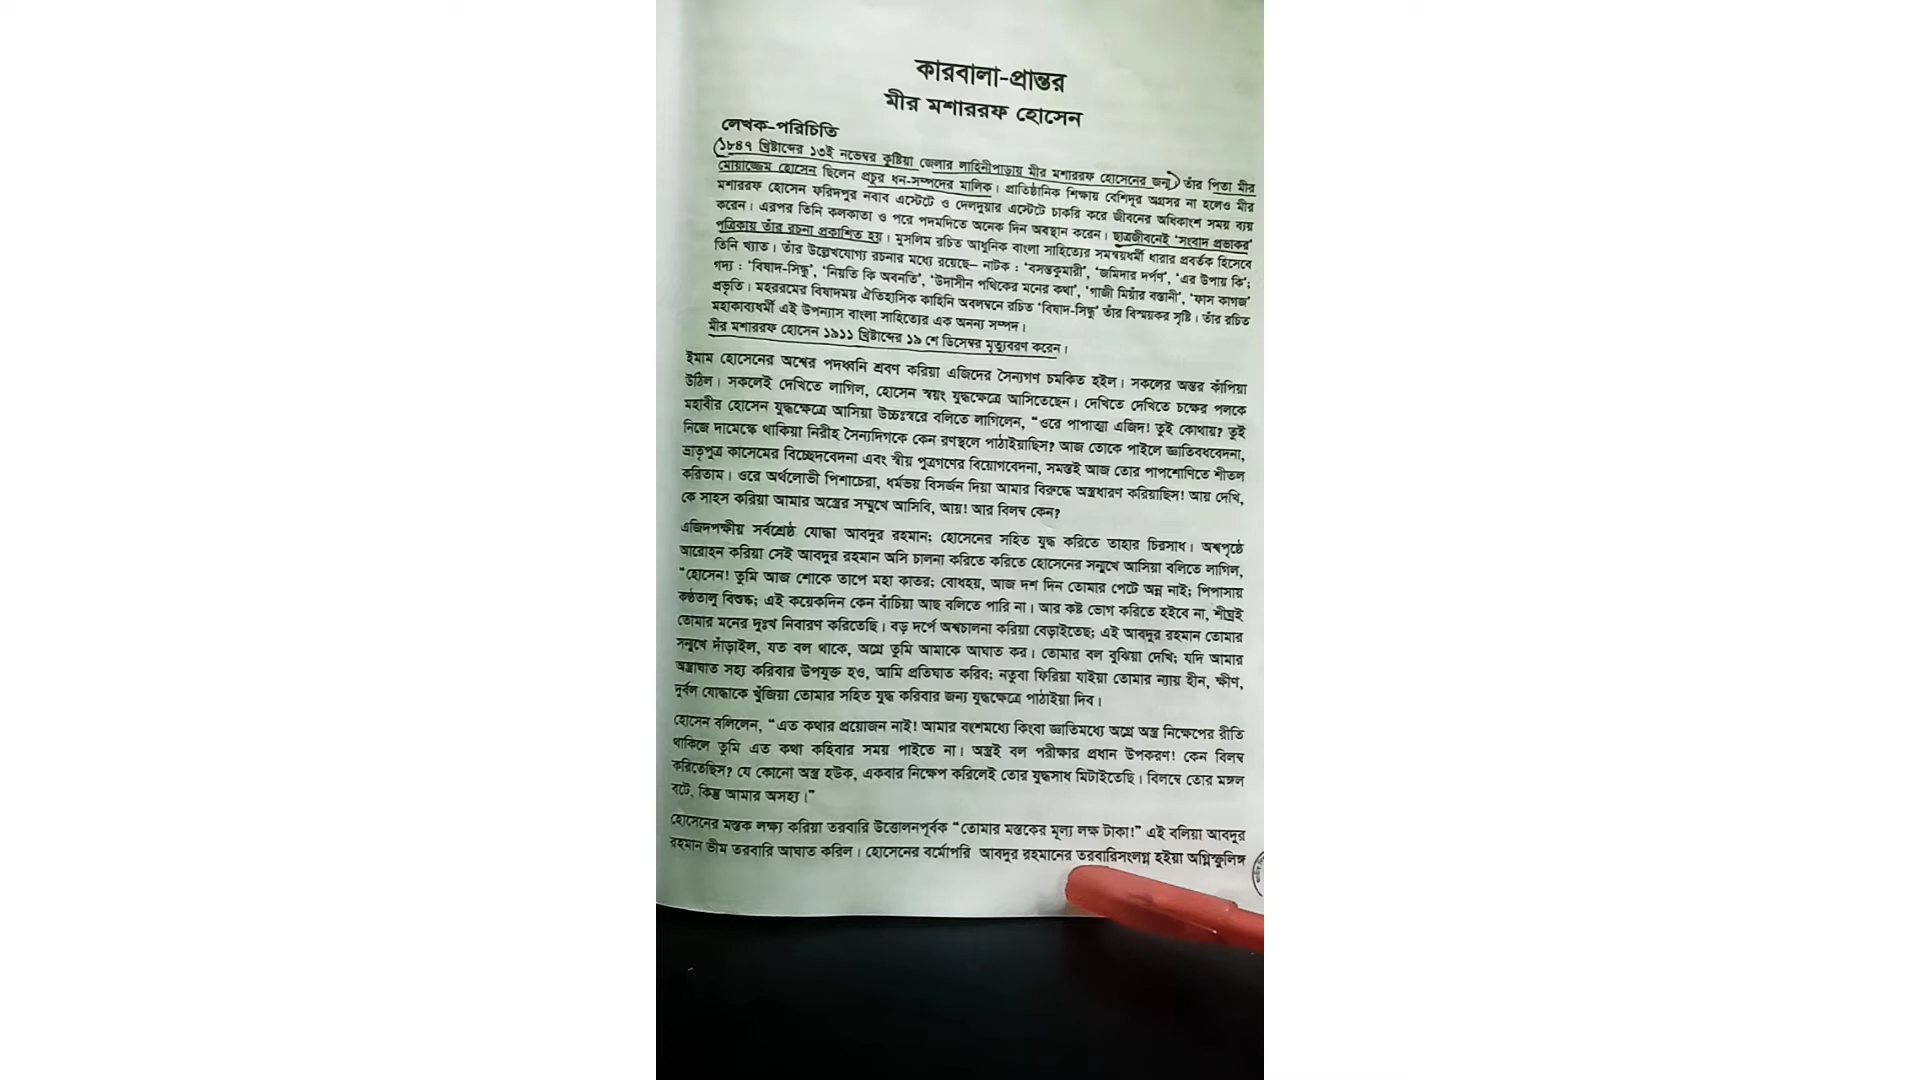 কারবালা-প্রান্তর
মীর মশাররফ হোসেন
লেখক-পরিচিতি
১৮৪৭ খ্রিষ্টাব্দের ১৩ই নভেম্বর কুষ্টিয়া জেলার লাহিনীপাড়ায় মীর মশাররফ হোসেনের জন্ম। তাঁর পিতা মীর
মোয়াজ্জেম হোসেন ছিলেন প্রচুর ধন-সম্পদের মালিক। প্রাতিষ্ঠানিক শিক্ষায় বেশিদূর অগ্রসর না হলেও মীর
মশাররফ হোসেন ফরিদপুর নবাব এস্টেটে ও দেলদুয়ার এস্টেটে চাকরি করে জীবনের অধিকাংশ সময় ব্যয়
করেন। এরপর তিনি কলকাতা ও পরে পদমদিতে অনেক দিন অবস্থান করেন। ছাত্রজীবনেই ‘সংবাদ প্রভাকর’
পত্রিকায় তাঁর রচনা প্রকাশিত হয়। মুসলিম রচিত আধুনিক বাংলা সাহিত্যের সমন্বয়ধর্মী ধারার প্রবর্তক হিসেবে
তিনি খ্যাত। তাঁর উল্লেখযোগ্য রচনার মধ্যে রয়েছে– নাটক : ‘বসন্তকুমারী’, ‘জমিদার দর্পণ’, ‘এর উপায় কি’;
গদ্য : ‘বিষাদ-সিন্ধু’, ‘নিয়তি কি অবনতি’, ‘উদাসীন পথিকের মনের কথা’, ‘গাজী মিয়াঁর বস্তানী’, ‘ফাস কাগজ’
প্রভৃতি। মহররমের বিষাদময় ঐতিহাসিক কাহিনি অবলম্বনে রচিত ‘বিষাদ-সিন্ধু’ তাঁর বিস্ময়কর সৃষ্টি। তাঁর রচিত
মহাকাব্যধর্মী এই উপন্যাস বাংলা সাহিত্যের এক অনন্য সম্পদ।
মীর মশাররফ হোসেন ১৯১১ খ্রিষ্টাব্দের ১৯ শে ডিসেম্বর মৃত্যুবরণ করেন।
ইমাম হোসেনের অশ্বের পদধ্বনি শ্রবণ করিয়া এজিদের সৈন্যগণ চমকিত হইল। সকলের অন্তর কাঁপিয়া
উঠিল। সকলেই দেখিতে লাগিল, হোসেন স্বয়ং যুদ্ধক্ষেত্রে আসিতেছেন। দেখিতে দেখিতে চক্ষের পলকে
মহাবীর হোসেন যুদ্ধক্ষেত্রে আসিয়া উচ্চঃস্বরে বলিতে লাগিলেন, “ওরে পাপাত্মা এজিদ! তুই কোথায়? তুই
নিজে দামেস্কে থাকিয়া নিরীহ সৈন্যদিগকে কেন রণস্থলে পাঠাইয়াছিস? আজ তোকে পাইলে জ্ঞাতিবধবেদনা,
ভ্রাতৃপুত্র কাসেমের বিচ্ছেদবেদনা এবং স্বীয় পুত্রগণের বিয়োগবেদনা, সমস্তই আজ তোর পাপশোণিতে শীতল
করিতাম। ওরে অর্থলোভী পিশাচেরা, ধর্মভয় বিসর্জন দিয়া আমার বিরুদ্ধে অস্ত্রধারণ করিয়াছিস! আয় দেখি,
কে সাহস করিয়া আমার অস্ত্রের সম্মুখে আসিবি, আয়! আর বিলম্ব কেন?
এজিদপক্ষীয় সর্বশ্রেষ্ঠ যোদ্ধা আবদুর রহমান; হোসেনের সহিত যুদ্ধ করিতে তাহার চিরসাধ। অশ্বপৃষ্ঠে
আরোহন করিয়া সেই আবদুর রহমান অসি চালনা করিতে করিতে হোসেনের সন্মুখে আসিয়া বলিতে লাগিল,
“হোসেন! তুমি আজ শোকে তাপে মহা কাতর; বোধহয়, আজ দশ দিন তোমার পেটে অন্ন নাই; পিপাসায়
কণ্ঠতালু বিশুষ্ক; এই কয়েকদিন কেন বাঁচিয়া আছ বলিতে পারি না। আর কষ্ট ভোগ করিতে হইবে না, শীঘ্রই
তোমার মনের দুঃখ নিবারণ করিতেছি। বড় দর্পে অশ্বচালনা করিয়া বেড়াইতেছ; এই আবদুর রহমান তোমার
সন্মুখে দাঁড়াইল, যত বল থাকে, অগ্রে তুমি আমাকে আঘাত কর। তোমার বল বুঝিয়া দেখি; যদি আমার
অস্ত্রাঘাত সহ্য করিবার উপযুক্ত হও, আমি প্রতিঘাত করিব; নতুবা ফিরিয়া যাইয়া তোমার ন্যায় হীন, ক্ষীণ,
দুর্বল যোদ্ধাকে খুঁজিয়া তোমার সহিত যুদ্ধ করিবার জন্য যুদ্ধক্ষেত্রে পাঠাইয়া দিব।
হোসেন বলিলেন, “এত কথার প্রয়োজন নাই! আমার বংশমধ্যে কিংবা জ্ঞাতিমধ্যে অগ্রে অস্ত্র নিক্ষেপের রীতি
থাকিলে তুমি এত কথা কহিবার সময় পাইতে না। অস্ত্রই বল পরীক্ষার প্রধান উপকরণ! কেন বিলম্ব
করিতেছিস? যে কোনো অস্ত্র হউক, একবার নিক্ষেপ করিলেই তোর যুদ্ধসাধ মিটাইতেছি। বিলম্বে তোর মঙ্গল
বটে, কিন্তু আমার অসহ্য।”
হোসেনের মস্তক লক্ষ্য করিয়া তরবারি উত্তোলনপূর্বক “তোমার মস্তকের মূল্য লক্ষ টাকা!” এই বলিয়া আবদুর
রহমান ভীম তরবারি আঘাত করিল। হোসেনের বর্মোপরি আবদুর রহমানের তরবারিসংলগ্ন হইয়া অগ্নিস্ফুলিঙ্গ